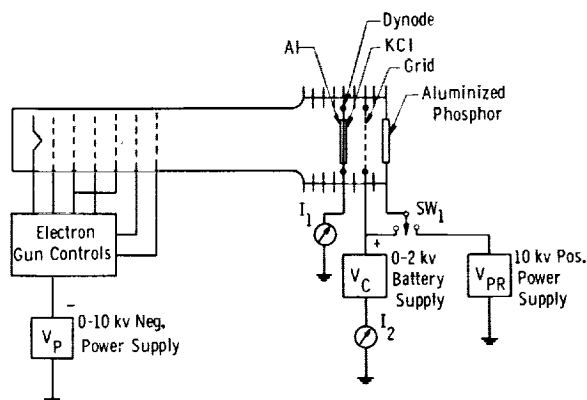 Dynode
Al
KCl
Grid
Aluminized
Phosphor
I1
SW1
+
Electron
Gun Controls
VC
0-2 kv
Battery
Supply
VPR
10 kv Pos.
Power
Supply
-
VP
0-10 kv Neg.
Power Supply
I2